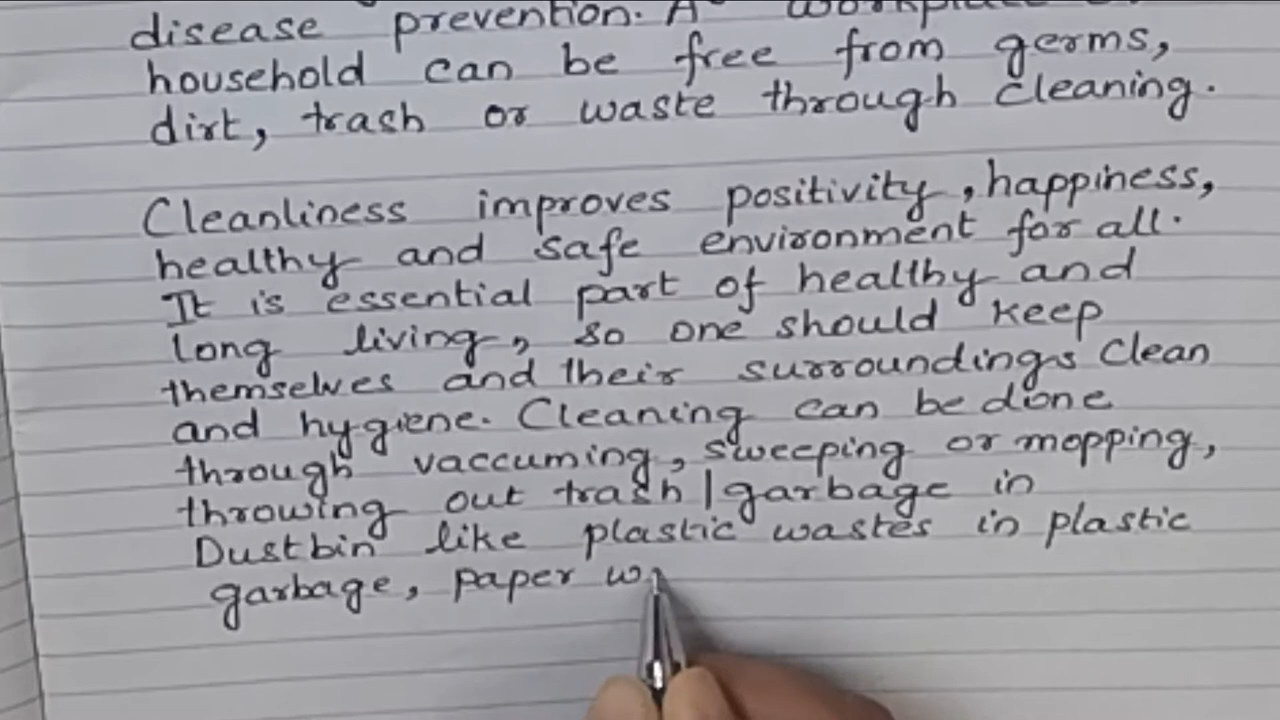 disease prevention. A workplace
household can be free from germs,
dirt, trash or waste through cleaning.
Cleanliness improves positivity, happiness,
healthy and safe environment for all.
It is essential part of healthy and
long living, so one should keep
themselves and their surroundings clean
and hygiene. Cleaning can be done
through vaccuming, sweeping or mopping,
throwing out trash/garbage in
Dustbin like plastic wastes in plastic
garbage, paper w